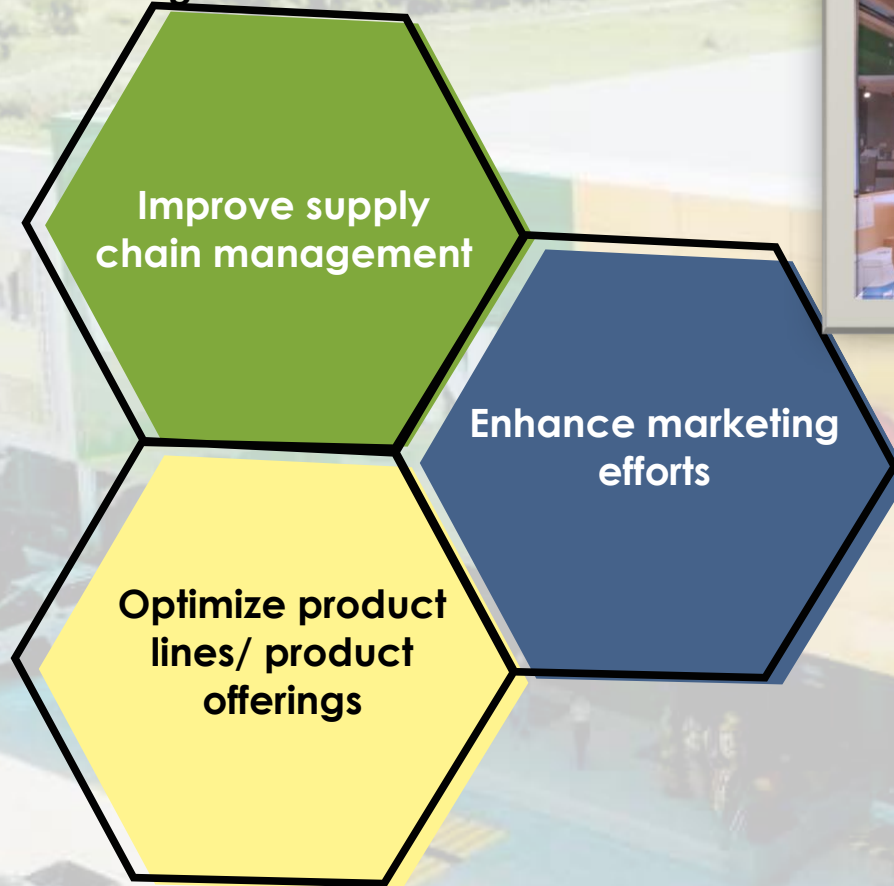 Improve supply
chain management
Enhance marketing
efforts
Optimize product
lines/ product
offerings